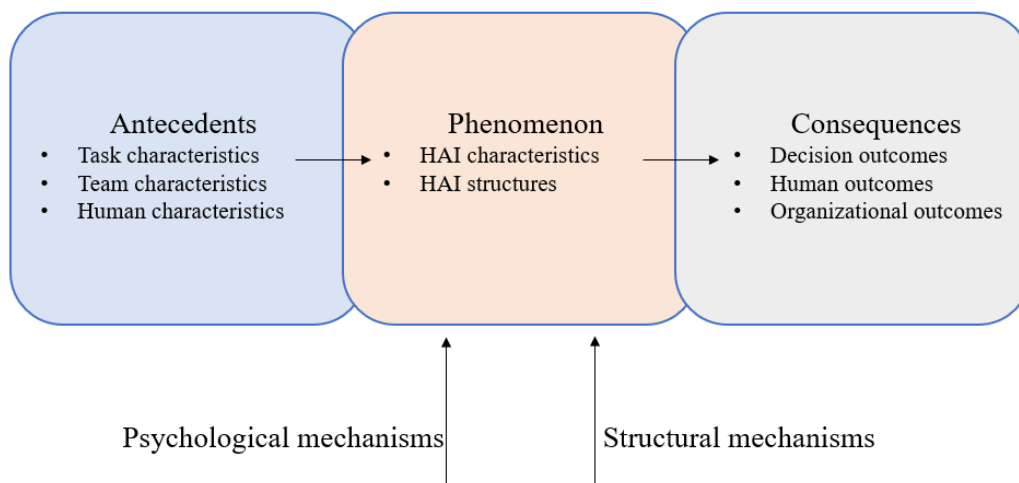 Antecedents
• Task characteristics
• Team characteristics
• Human characteristics
Phenomenon
• HAI characteristics
• HAI structures
Consequences
• Decision outcomes
• Human outcomes
• Organizational outcomes
Psychological mechanisms
Structural mechanisms